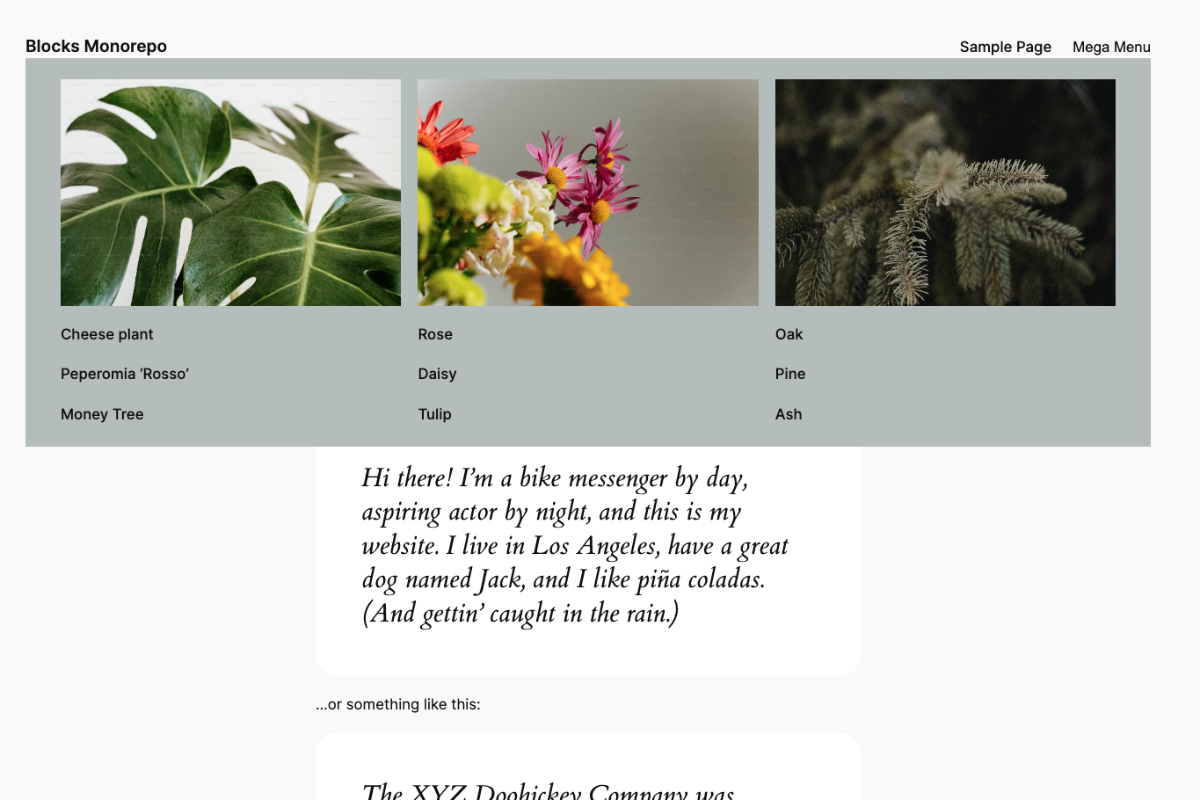 Blocks Monorepo
Sample Page
Mega Menu
Cheese plant
Peperomia ‘Rosso’
Money Tree
Rose
Daisy
Tulip
Oak
Pine
Ash
Hi there! I’m a bike messenger by day,
aspiring actor by night, and this is my
website. I live in Los Angeles, have a great
dog named Jack, and I like piña coladas.
(And gettin’ caught in the rain.)
…or something like this:
The XYZ Doohickey Company was